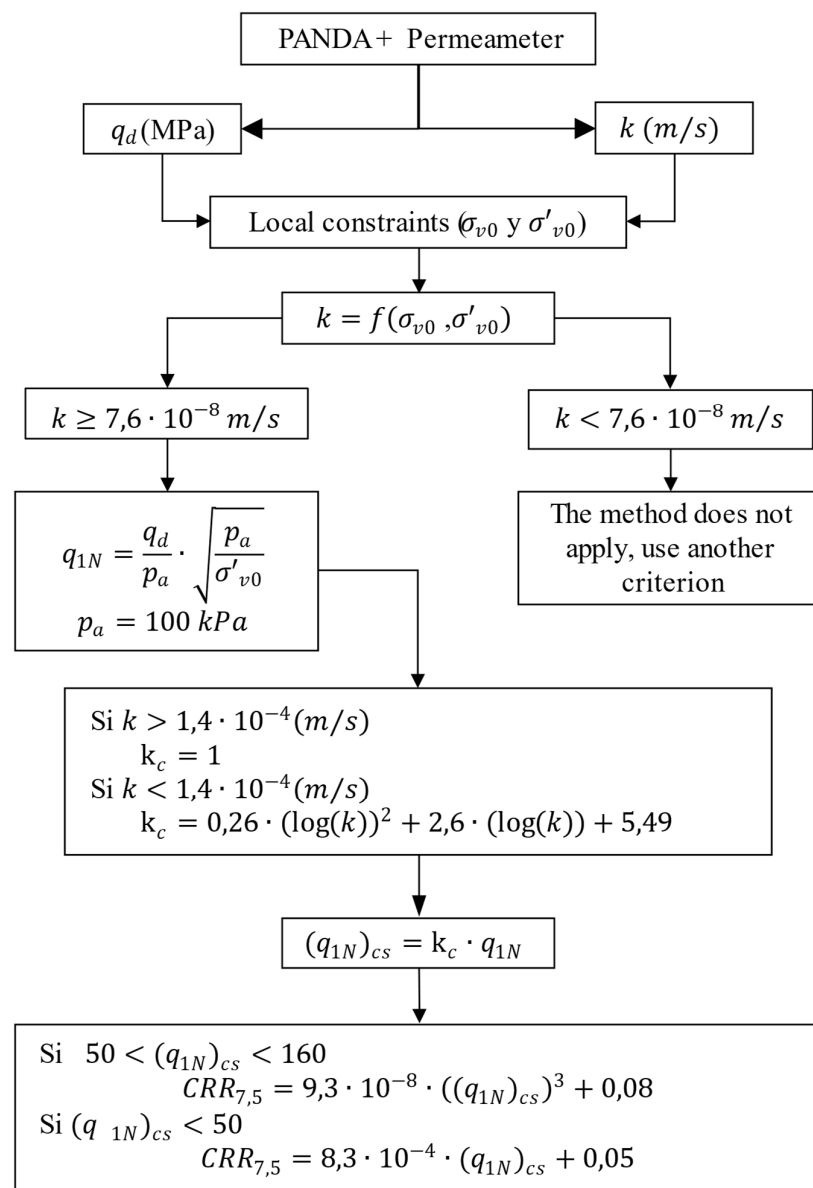 PANDA + Permeameter
q_d (MPa)
k (m/s)
Local constraints (σ_v0 y σ'_v0)
k = f(σ_v0 ,σ'_v0)
k ≥ 7,6 · 10⁻⁸ m/s
k < 7,6 · 10⁻⁸ m/s
q_1N = q_d/p_a · √(p_a/σ'_v0)
p_a = 100 kPa
The method does not
apply, use another
criterion
Si k > 1,4 · 10⁻⁴(m/s)
k_c = 1
Si k < 1,4 · 10⁻⁴(m/s)
k_c = 0,26 · (log(k))² + 2,6 · (log(k)) + 5,49
(q_1N)_cs = k_c · q_1N
Si 50 < (q_1N)_cs < 160
CRR_7,5 = 9,3 · 10⁻⁸ · ((q_1N)_cs)³ + 0,08
Si (q _1N)_cs < 50
CRR_7,5 = 8,3 · 10⁻⁴ · (q_1N)_cs + 0,05